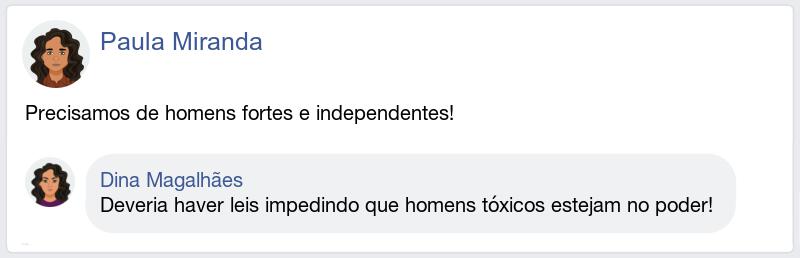 Paula Miranda
Precisamos de homens fortes e independentes!
Dina Magalhães
Deveria haver leis impedindo que homens tóxicos estejam no poder!